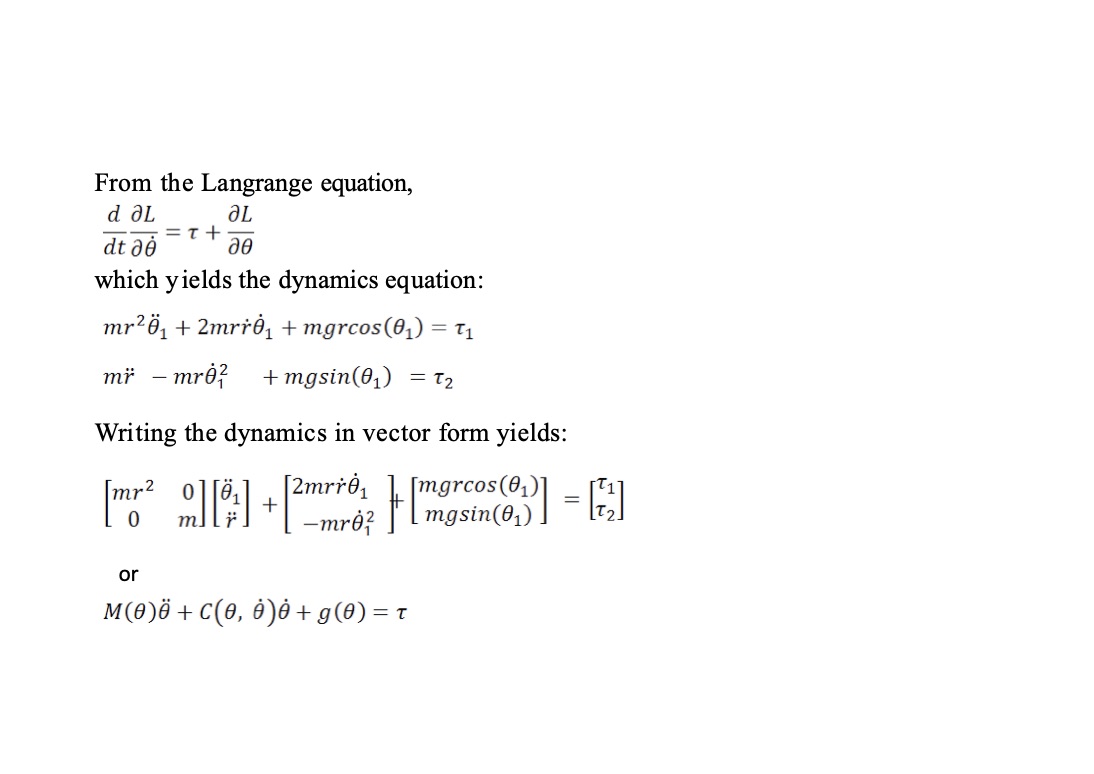 From the Langrange equation,
d/dt ∂L/∂θ̇ = τ + ∂L/∂θ
which yields the dynamics equation:
mr²θ̈₁ + 2mrṙθ̇₁ + mgrcos(θ₁) = τ₁
mr̈ − mrθ̇₁² + mgsin(θ₁) = τ₂
Writing the dynamics in vector form yields:
[mr² 0; 0 m][θ̈₁; r̈] + [2mrṙθ̇₁; −mrθ̇₁²] + [mgrcos(θ₁); mgsin(θ₁)] = [τ₁; τ₂]
or
M(θ)θ̈ + C(θ, θ̇)θ̇ + g(θ) = τ